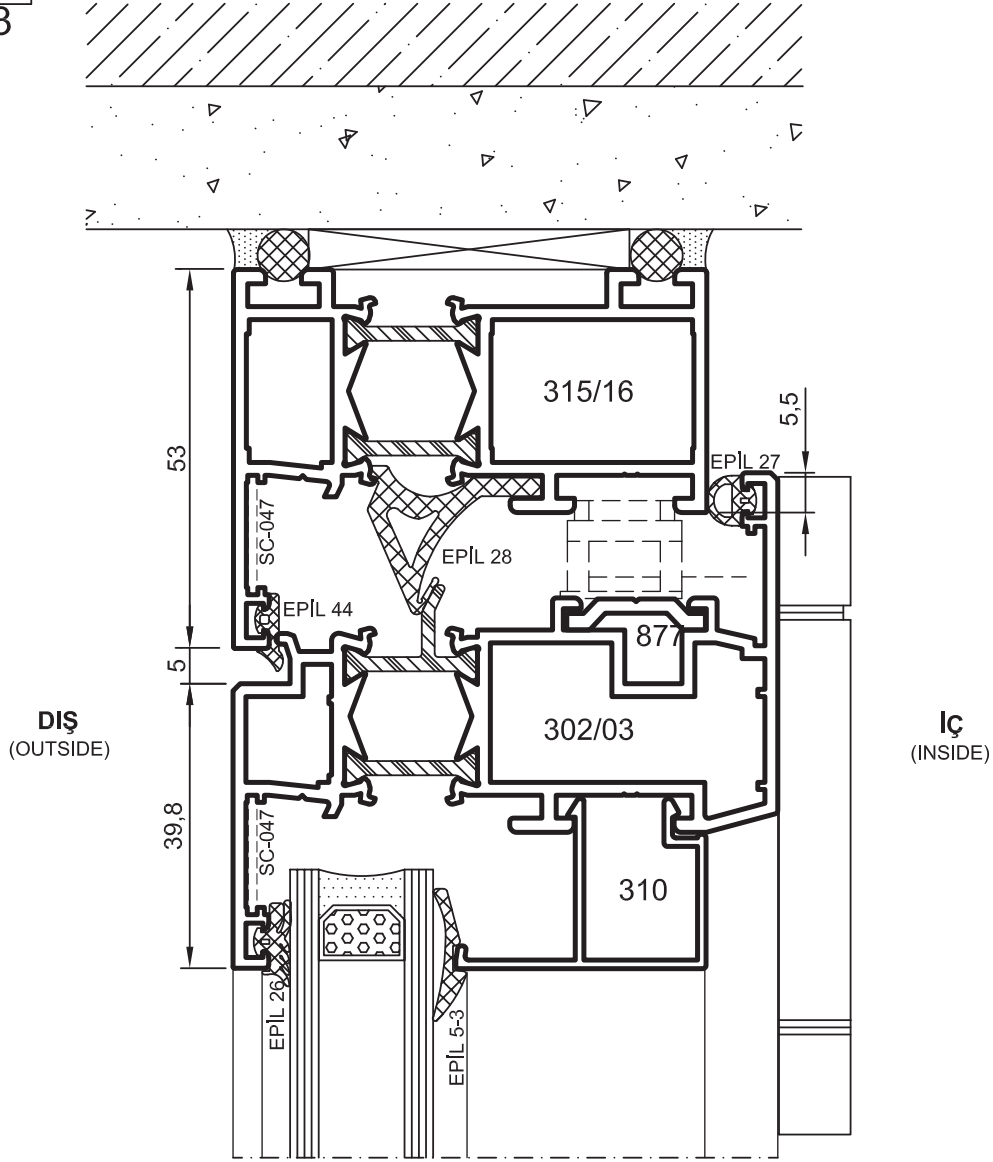 3
315/16
5,5
EPİL 27
53
SC-047
EPİL 28
EPİL 44
877
5
DIŞ
(OUTSIDE)
302/03
İÇ
(INSIDE)
39,8
SC-047
310
EPİL 26
EPİL 5-3